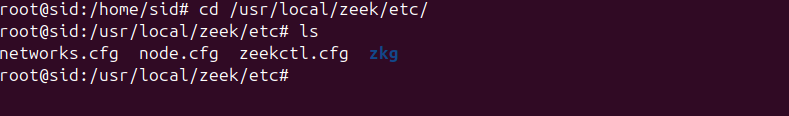 root@sid:/home/sid# cd /usr/local/zeek/etc/
root@sid:/usr/local/zeek/etc# ls
networks.cfg  node.cfg  zeekctl.cfg  zkg
root@sid:/usr/local/zeek/etc#